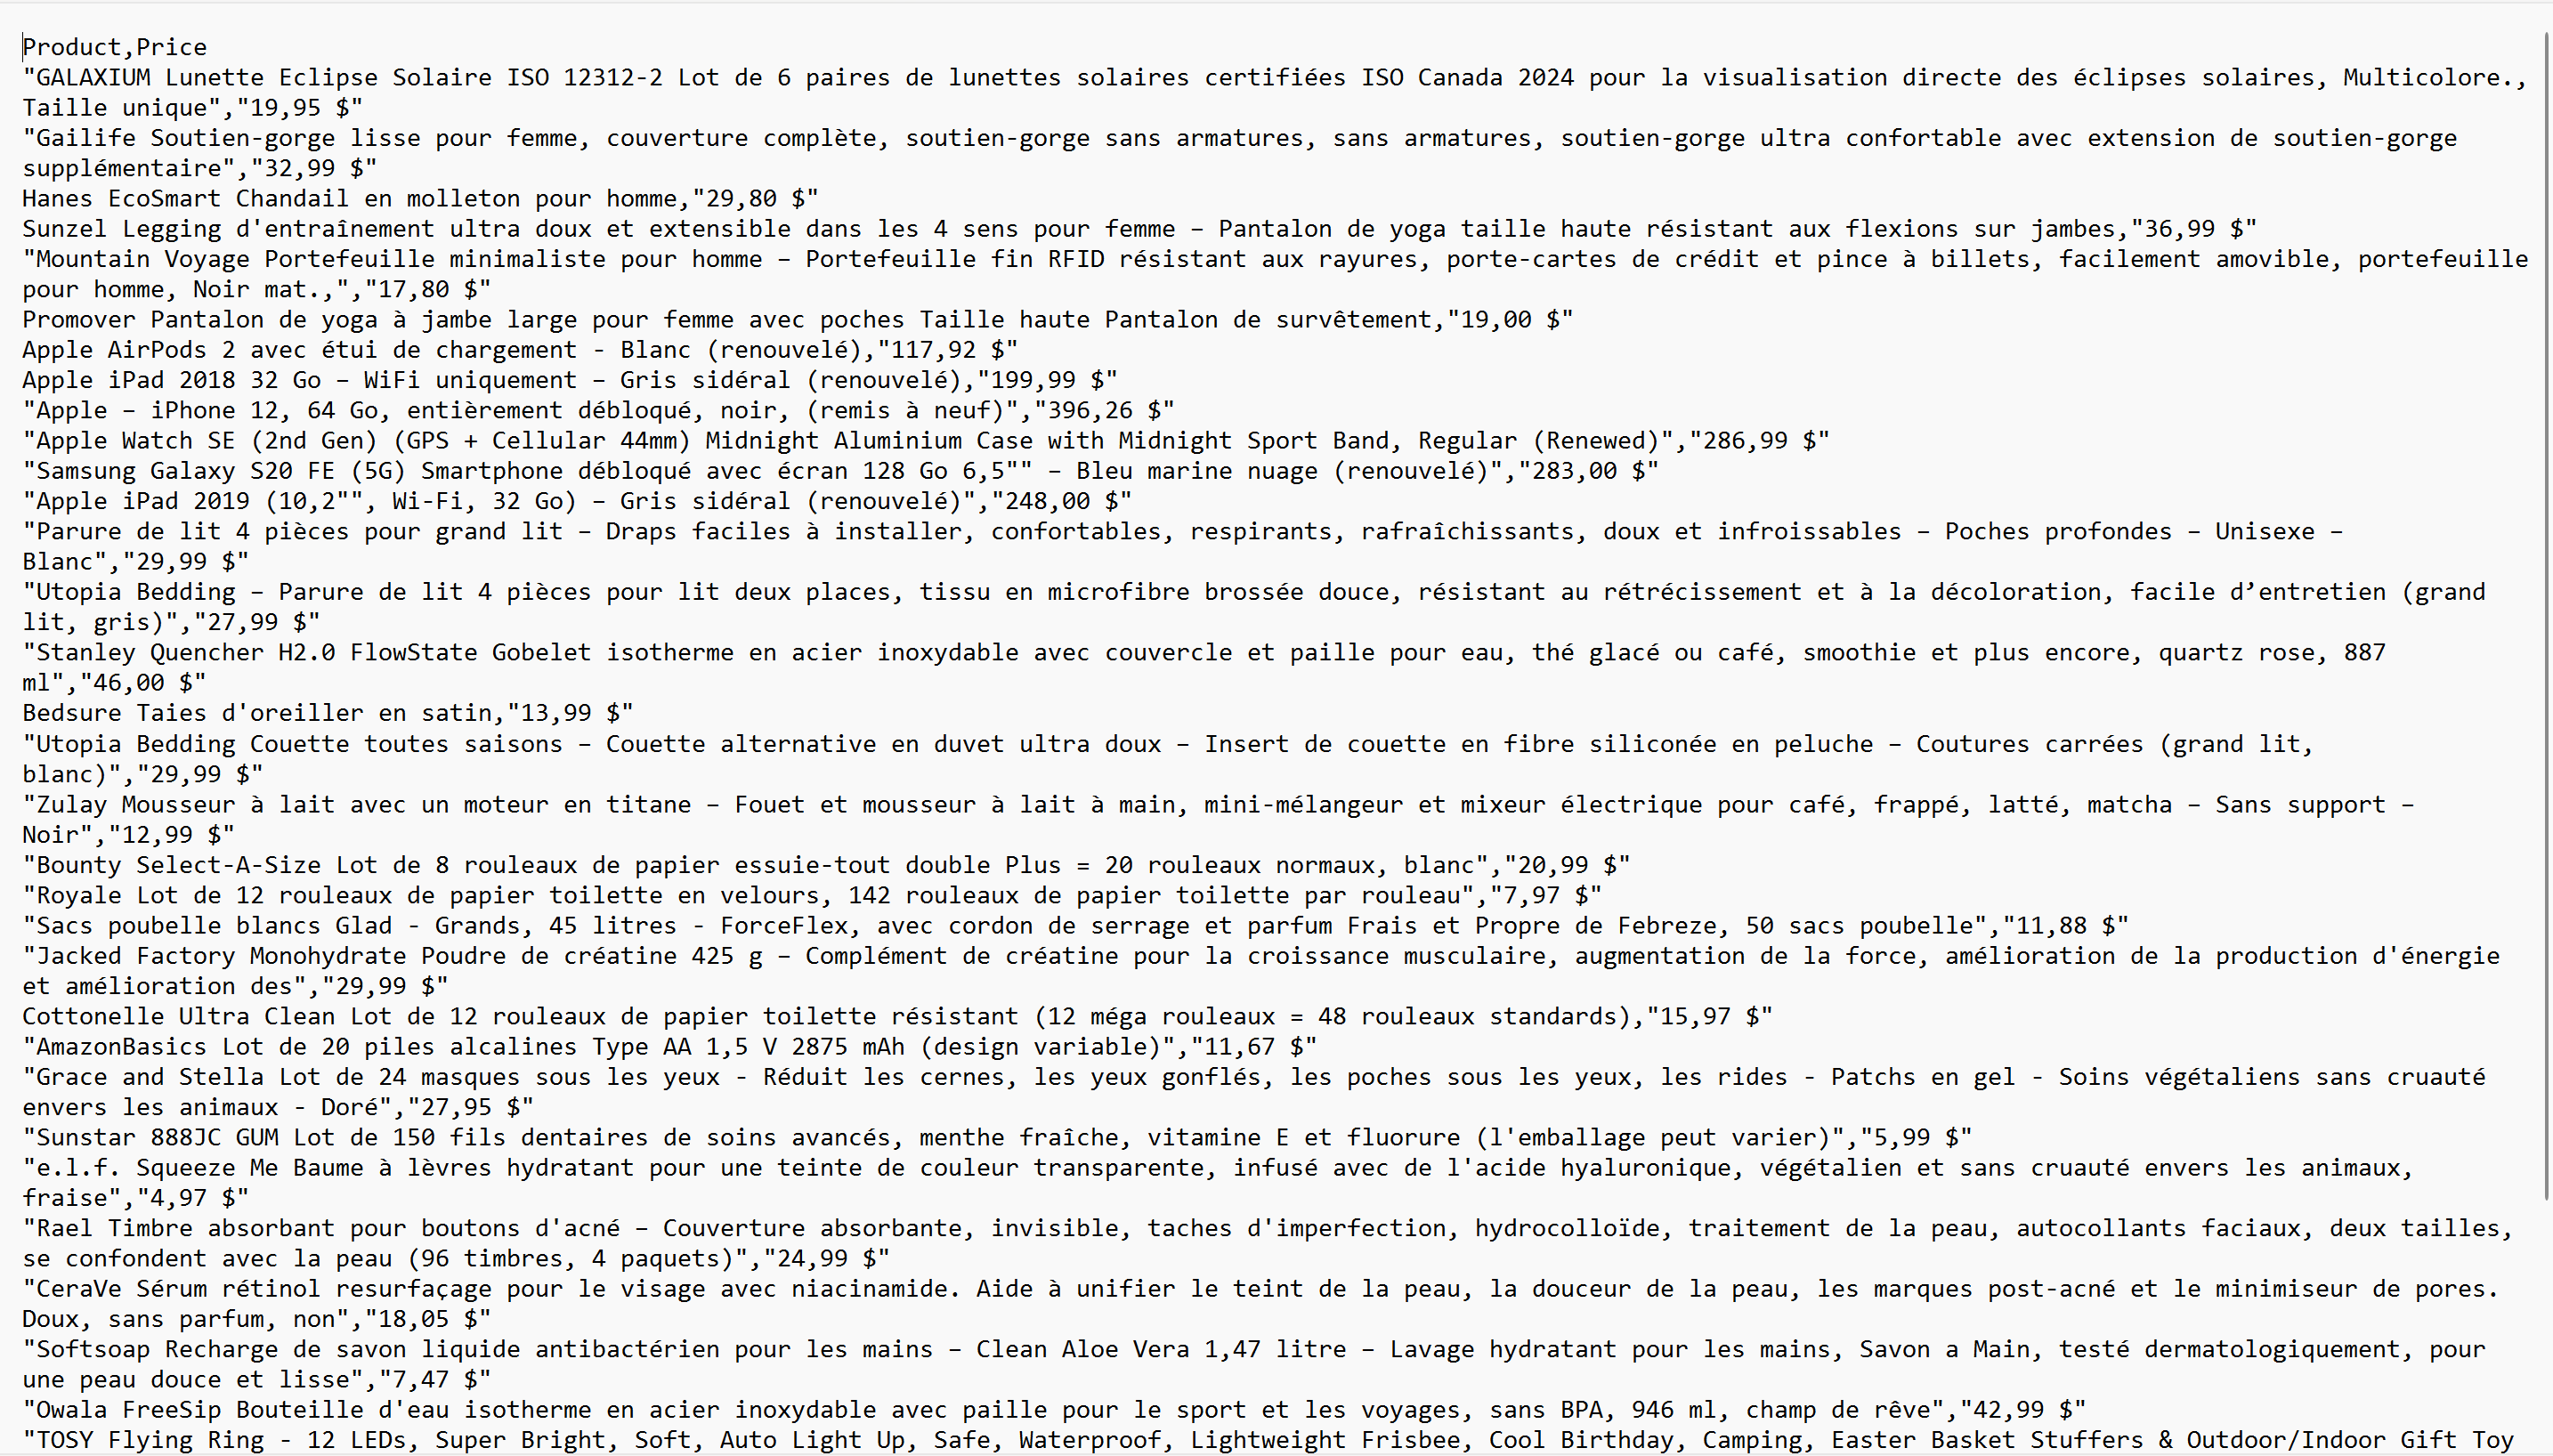 Product,Price
"GALAXIUM Lunette Eclipse Solaire ISO 12312-2 Lot de 6 paires de lunettes solaires certifiées ISO Canada 2024 pour la visualisation directe des éclipses solaires, Multicolore.,
Taille unique","19,95 $"
"Gailife Soutien-gorge lisse pour femme, couverture complète, soutien-gorge sans armatures, sans armatures, soutien-gorge ultra confortable avec extension de soutien-gorge
supplémentaire","32,99 $"
Hanes EcoSmart Chandail en molleton pour homme,"29,80 $"
Sunzel Legging d'entraînement ultra doux et extensible dans les 4 sens pour femme – Pantalon de yoga taille haute résistant aux flexions sur jambes,"36,99 $"
"Mountain Voyage Portefeuille minimaliste pour homme – Portefeuille fin RFID résistant aux rayures, porte-cartes de crédit et pince à billets, facilement amovible, portefeuille
pour homme, Noir mat.,","17,80 $"
Promover Pantalon de yoga à jambe large pour femme avec poches Taille haute Pantalon de survêtement,"19,00 $"
Apple AirPods 2 avec étui de chargement - Blanc (renouvelé),"117,92 $"
Apple iPad 2018 32 Go – WiFi uniquement – Gris sidéral (renouvelé),"199,99 $"
"Apple – iPhone 12, 64 Go, entièrement débloqué, noir, (remis à neuf)","396,26 $"
"Apple Watch SE (2nd Gen) (GPS + Cellular 44mm) Midnight Aluminium Case with Midnight Sport Band, Regular (Renewed)","286,99 $"
"Samsung Galaxy S20 FE (5G) Smartphone débloqué avec écran 128 Go 6,5"" – Bleu marine nuage (renouvelé)","283,00 $"
"Apple iPad 2019 (10,2"", Wi-Fi, 32 Go) – Gris sidéral (renouvelé)","248,00 $"
"Parure de lit 4 pièces pour grand lit – Draps faciles à installer, confortables, respirants, rafraîchissants, doux et infroissables – Poches profondes – Unisexe –
Blanc","29,99 $"
"Utopia Bedding – Parure de lit 4 pièces pour lit deux places, tissu en microfibre brossée douce, résistant au rétrécissement et à la décoloration, facile d’entretien (grand
lit, gris)","27,99 $"
"Stanley Quencher H2.0 FlowState Gobelet isotherme en acier inoxydable avec couvercle et paille pour eau, thé glacé ou café, smoothie et plus encore, quartz rose, 887
ml","46,00 $"
Bedsure Taies d'oreiller en satin,"13,99 $"
"Utopia Bedding Couette toutes saisons – Couette alternative en duvet ultra doux – Insert de couette en fibre siliconée en peluche – Coutures carrées (grand lit,
blanc)","29,99 $"
"Zulay Mousseur à lait avec un moteur en titane – Fouet et mousseur à lait à main, mini-mélangeur et mixeur électrique pour café, frappé, latté, matcha – Sans support –
Noir","12,99 $"
"Bounty Select-A-Size Lot de 8 rouleaux de papier essuie-tout double Plus = 20 rouleaux normaux, blanc","20,99 $"
"Royale Lot de 12 rouleaux de papier toilette en velours, 142 rouleaux de papier toilette par rouleau","7,97 $"
"Sacs poubelle blancs Glad - Grands, 45 litres - ForceFlex, avec cordon de serrage et parfum Frais et Propre de Febreze, 50 sacs poubelle","11,88 $"
"Jacked Factory Monohydrate Poudre de créatine 425 g – Complément de créatine pour la croissance musculaire, augmentation de la force, amélioration de la production d'énergie
et amélioration des","29,99 $"
Cottonelle Ultra Clean Lot de 12 rouleaux de papier toilette résistant (12 méga rouleaux = 48 rouleaux standards),"15,97 $"
"AmazonBasics Lot de 20 piles alcalines Type AA 1,5 V 2875 mAh (design variable)","11,67 $"
"Grace and Stella Lot de 24 masques sous les yeux - Réduit les cernes, les yeux gonflés, les poches sous les yeux, les rides - Patchs en gel - Soins végétaliens sans cruauté
envers les animaux - Doré","27,95 $"
"Sunstar 888JC GUM Lot de 150 fils dentaires de soins avancés, menthe fraîche, vitamine E et fluorure (l'emballage peut varier)","5,99 $"
"e.l.f. Squeeze Me Baume à lèvres hydratant pour une teinte de couleur transparente, infusé avec de l'acide hyaluronique, végétalien et sans cruauté envers les animaux,
fraise","4,97 $"
"Rael Timbre absorbant pour boutons d'acné – Couverture absorbante, invisible, taches d'imperfection, hydrocolloïde, traitement de la peau, autocollants faciaux, deux tailles,
se confondent avec la peau (96 timbres, 4 paquets)","24,99 $"
"CeraVe Sérum rétinol resurfaçage pour le visage avec niacinamide. Aide à unifier le teint de la peau, la douceur de la peau, les marques post-acné et le minimiseur de pores.
Doux, sans parfum, non","18,05 $"
"Softsoap Recharge de savon liquide antibactérien pour les mains – Clean Aloe Vera 1,47 litre – Lavage hydratant pour les mains, Savon a Main, testé dermatologiquement, pour
une peau douce et lisse","7,47 $"
"Owala FreeSip Bouteille d'eau isotherme en acier inoxydable avec paille pour le sport et les voyages, sans BPA, 946 ml, champ de rêve","42,99 $"
"TOSY Flying Ring - 12 LEDs, Super Bright, Soft, Auto Light Up, Safe, Waterproof, Lightweight Frisbee, Cool Birthday, Camping, Easter Basket Stuffers & Outdoor/Indoor Gift Toy